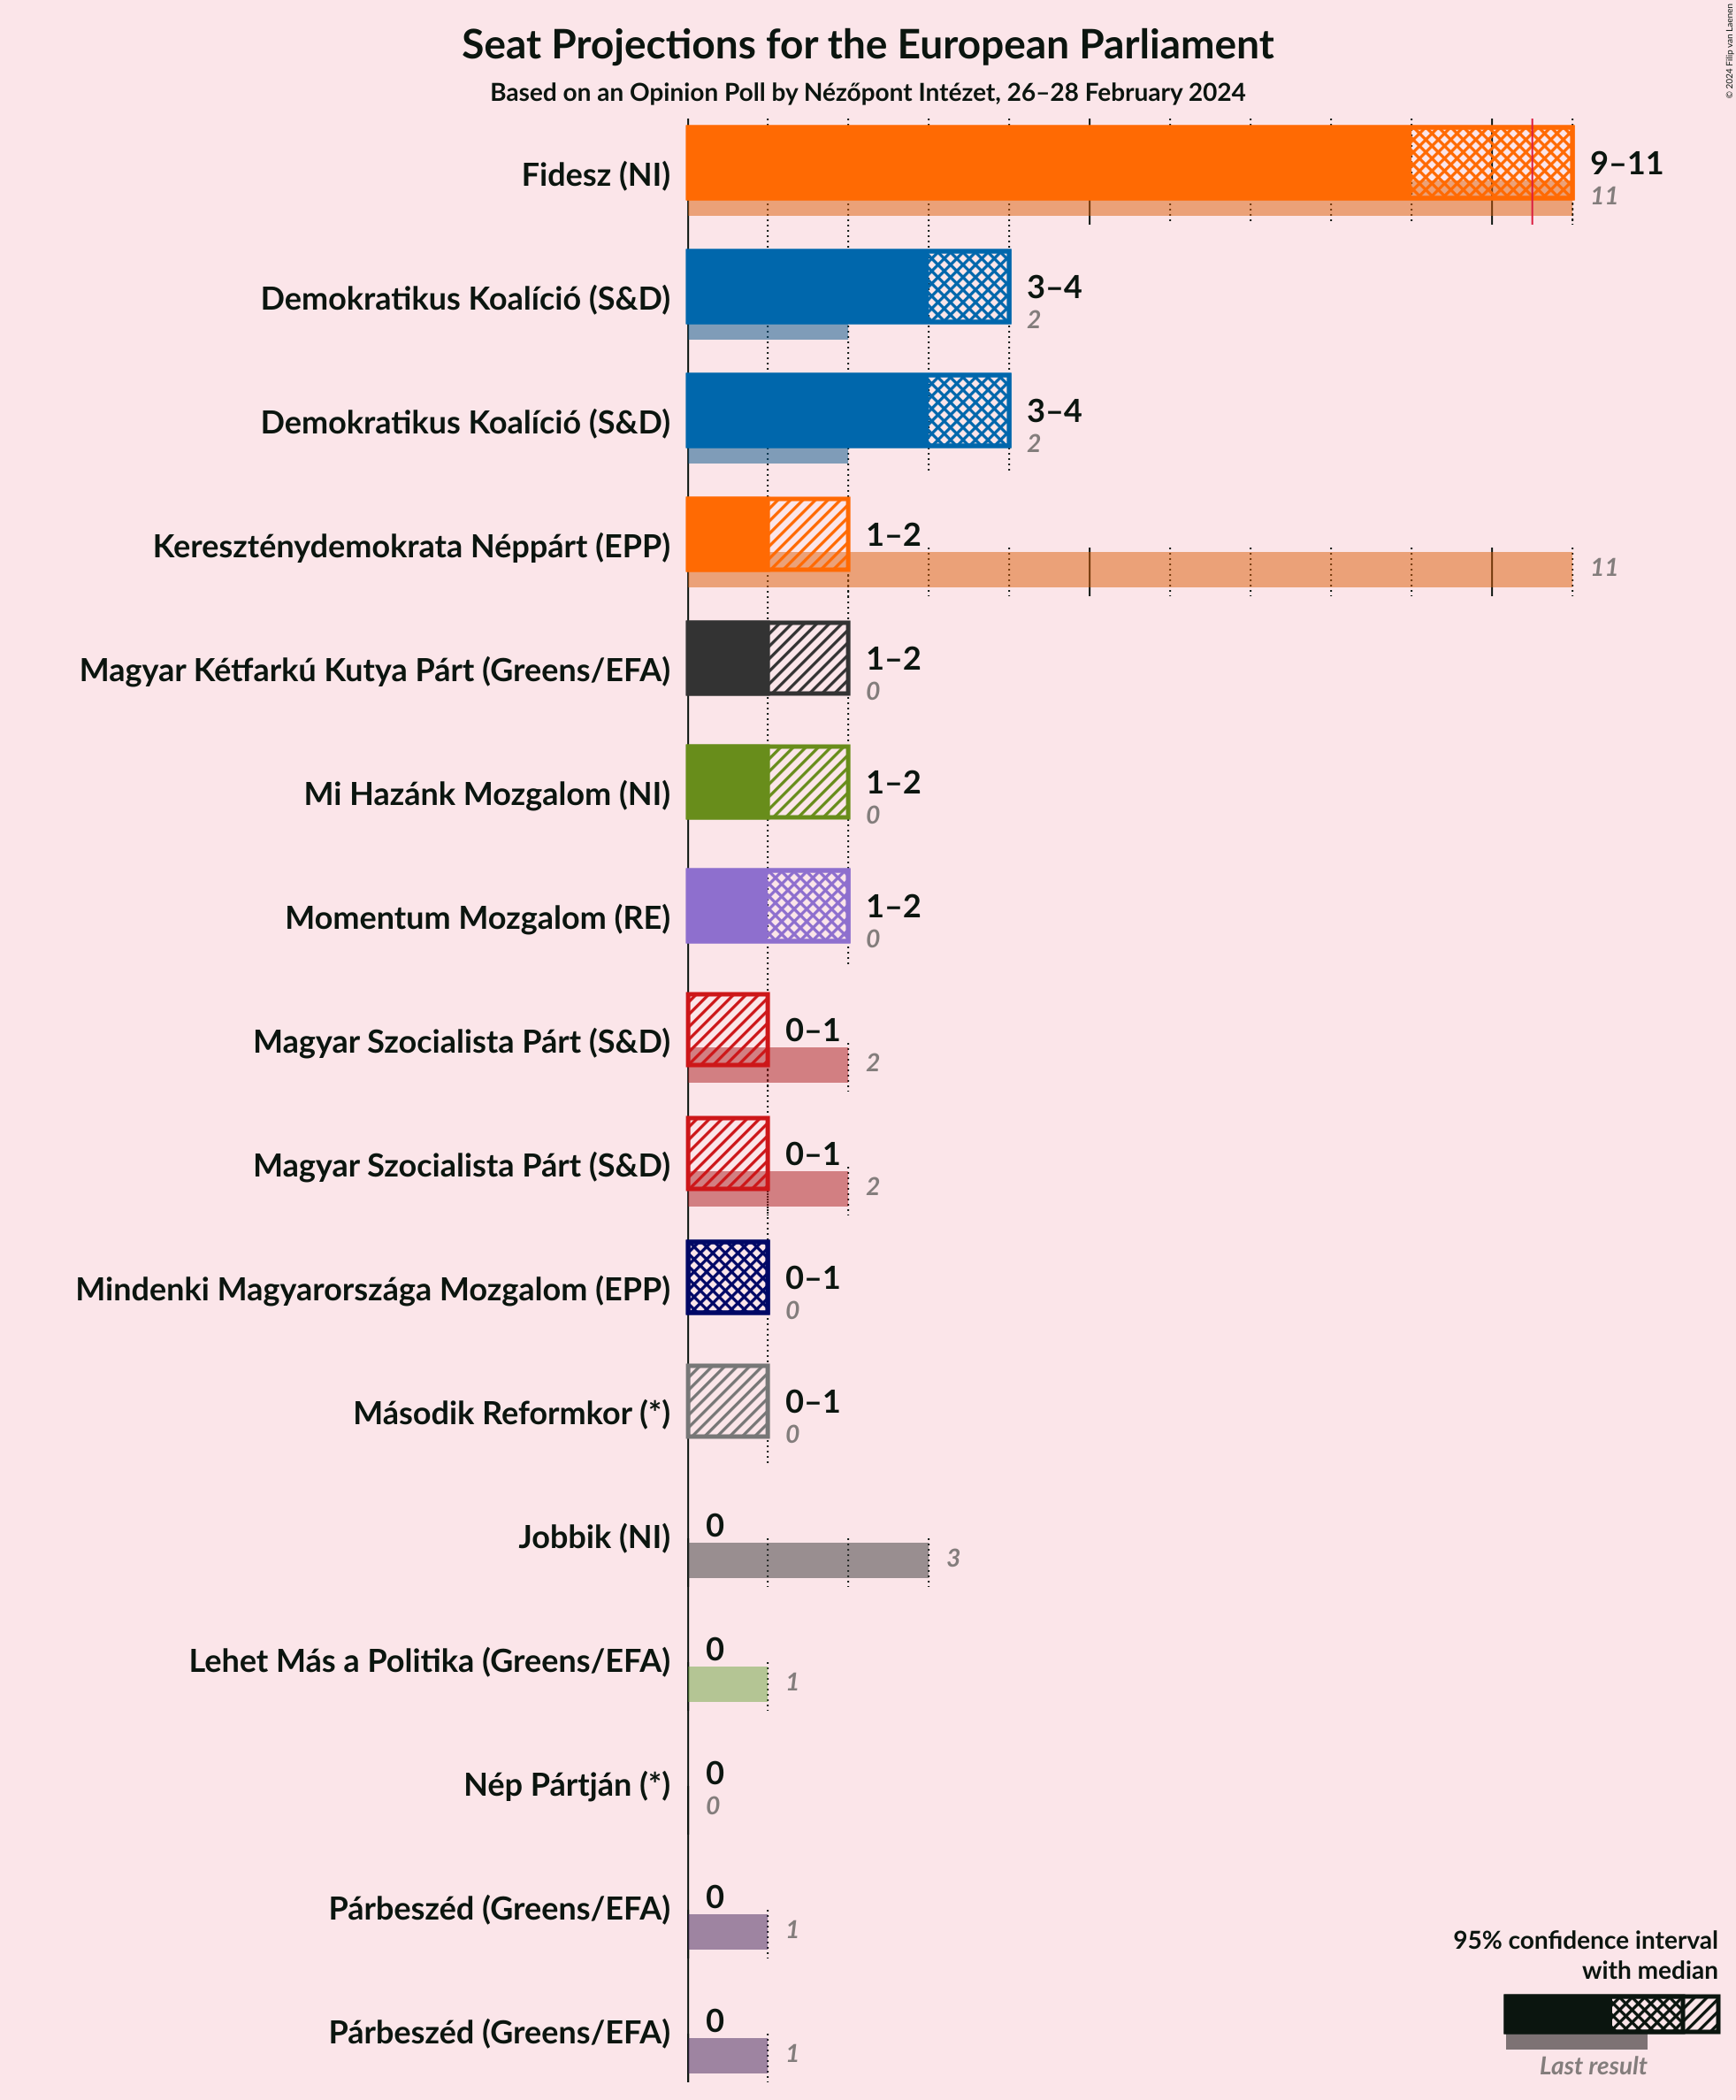 Seat Projections for the European Parliament
Based on an Opinion Poll by Nézőpont Intézet, 26–28 February 2024
© 2024 Filip van Laenen
Fidesz (NI)
9–11
11
Demokratikus Koalíció (S&D)
3–4
2
Demokratikus Koalíció (S&D)
3–4
2
Kereszténydemokrata Néppárt (EPP)
1–2
11
Magyar Kétfarkú Kutya Párt (Greens/EFA)
1–2
0
Mi Hazánk Mozgalom (NI)
1–2
0
Momentum Mozgalom (RE)
1–2
0
Magyar Szocialista Párt (S&D)
0–1
2
Magyar Szocialista Párt (S&D)
0–1
2
Mindenki Magyarországa Mozgalom (EPP)
0–1
0
Második Reformkor (*)
0–1
0
Jobbik (NI)
0
3
Lehet Más a Politika (Greens/EFA)
0
1
Nép Pártján (*)
0
0
Párbeszéd (Greens/EFA)
0
1
Párbeszéd (Greens/EFA)
0
1
95% confidence interval
with median
Last result